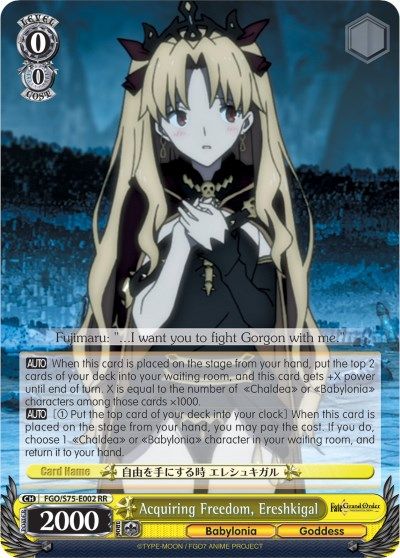 LEVEL
0
0
COST
Fujimaru: "...I want you to fight Gorgon with me."
AUTO When this card is placed on the stage from your hand, put the top 2
cards of your deck into your waiting room, and this card gets +X power
until end of turn. X is equal to the number of «Chaldea» or «Babylonia»
characters among those cards ×1000.
AUTO [① Put the top card of your deck into your clock] When this card is
placed on the stage from your hand, you may pay the cost. If you do,
choose 1 «Chaldea» or «Babylonia» character in your waiting room, and
return it to your hand.
Card Name 自由を手にする時 エレシュキガル
CH FGO/S75-E002 RR
Acquiring Freedom, Ereshkigal
Fate/Grand Order
POWER
2000
SOUL
Babylonia
Goddess
©TYPE-MOON / FGO7 ANIME PROJECT